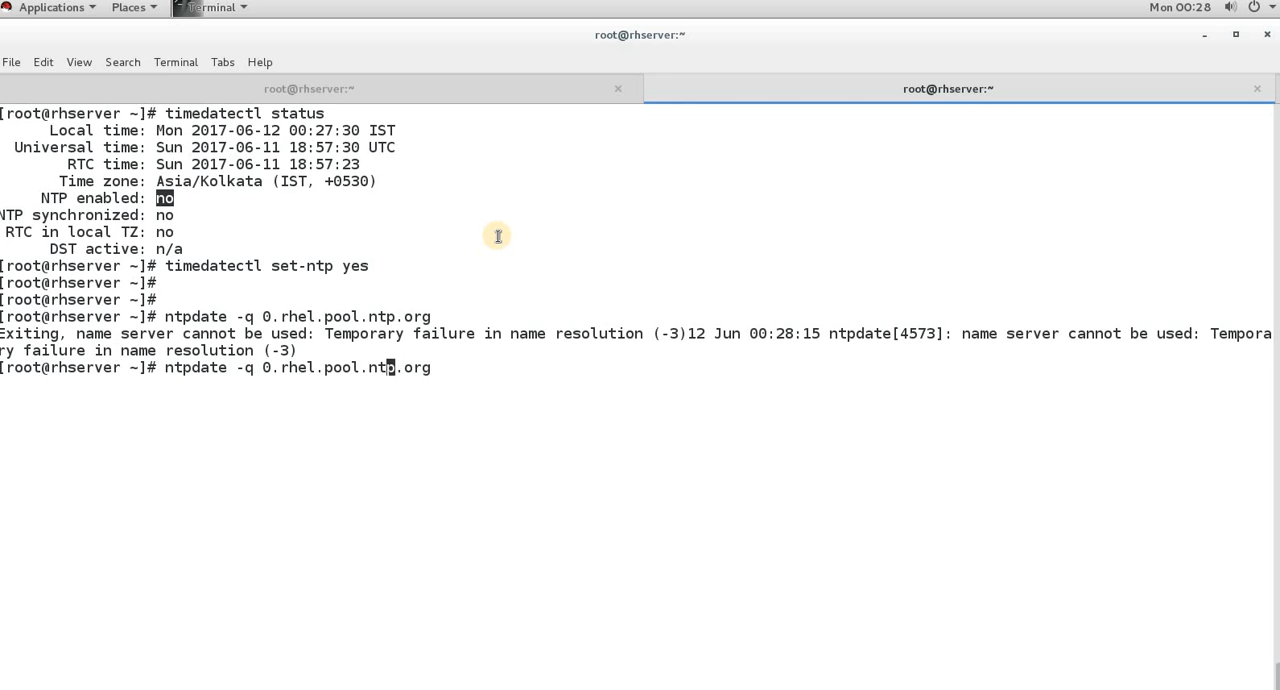 Applications Places Terminal Mon 00:28
root@rhserver:~
File Edit View Search Terminal Tabs Help
root@rhserver:~ root@rhserver:~
[root@rhserver ~]# timedatectl status
Local time: Mon 2017-06-12 00:27:30 IST
Universal time: Sun 2017-06-11 18:57:30 UTC
RTC time: Sun 2017-06-11 18:57:23
Time zone: Asia/Kolkata (IST, +0530)
NTP enabled: no
NTP synchronized: no
RTC in local TZ: no
DST active: n/a
[root@rhserver ~]# timedatectl set-ntp yes
[root@rhserver ~]#
[root@rhserver ~]#
[root@rhserver ~]# ntpdate -q 0.rhel.pool.ntp.org
Exiting, name server cannot be used: Temporary failure in name resolution (-3)12 Jun 00:28:15 ntpdate[4573]: name server cannot be used: Tempora
ry failure in name resolution (-3)
[root@rhserver ~]# ntpdate -q 0.rhel.pool.ntp.org